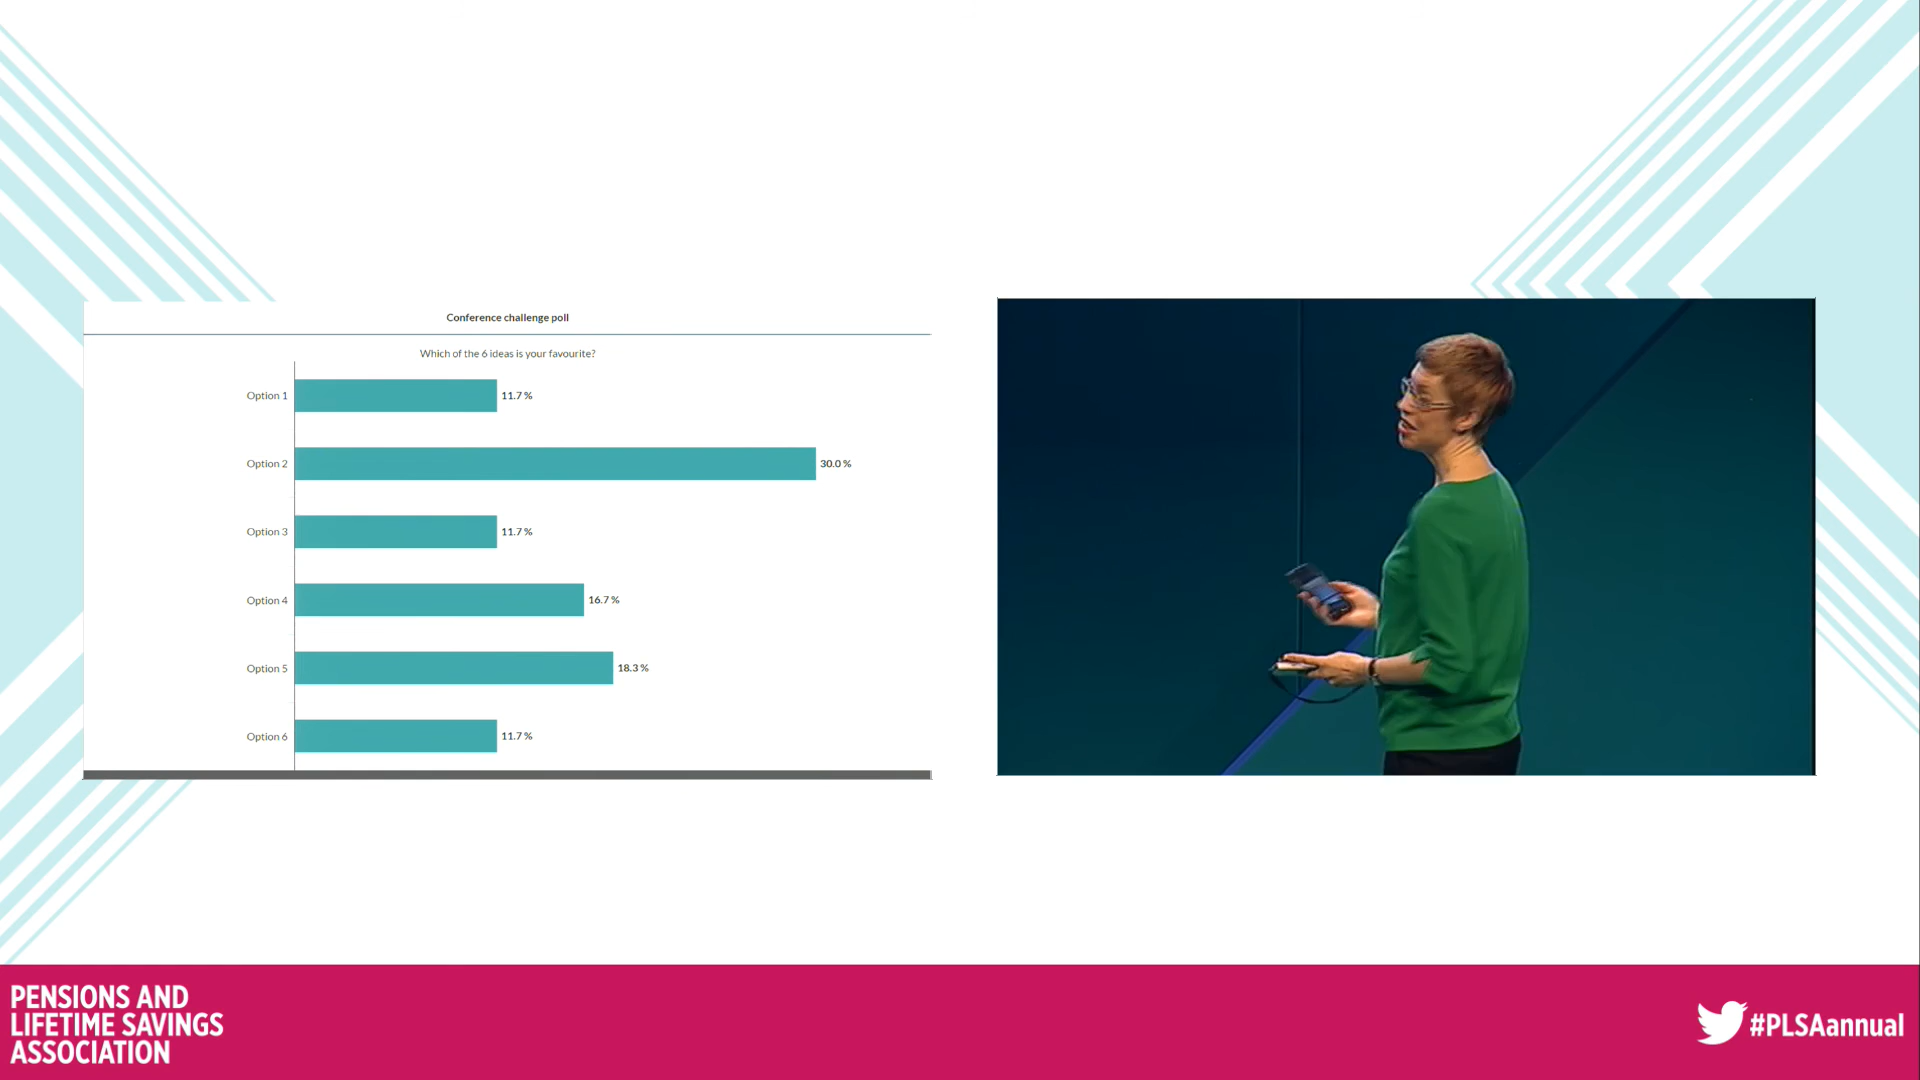 Conference challenge poll
Which of the 6 ideas is your favourite?
Option 1 11.7 %
Option 2 30.0 %
Option 3 11.7 %
Option 4 16.7 %
Option 5 18.3 %
Option 6 11.7 %
PENSIONS AND
LIFETIME SAVINGS
ASSOCIATION
#PLSAannual